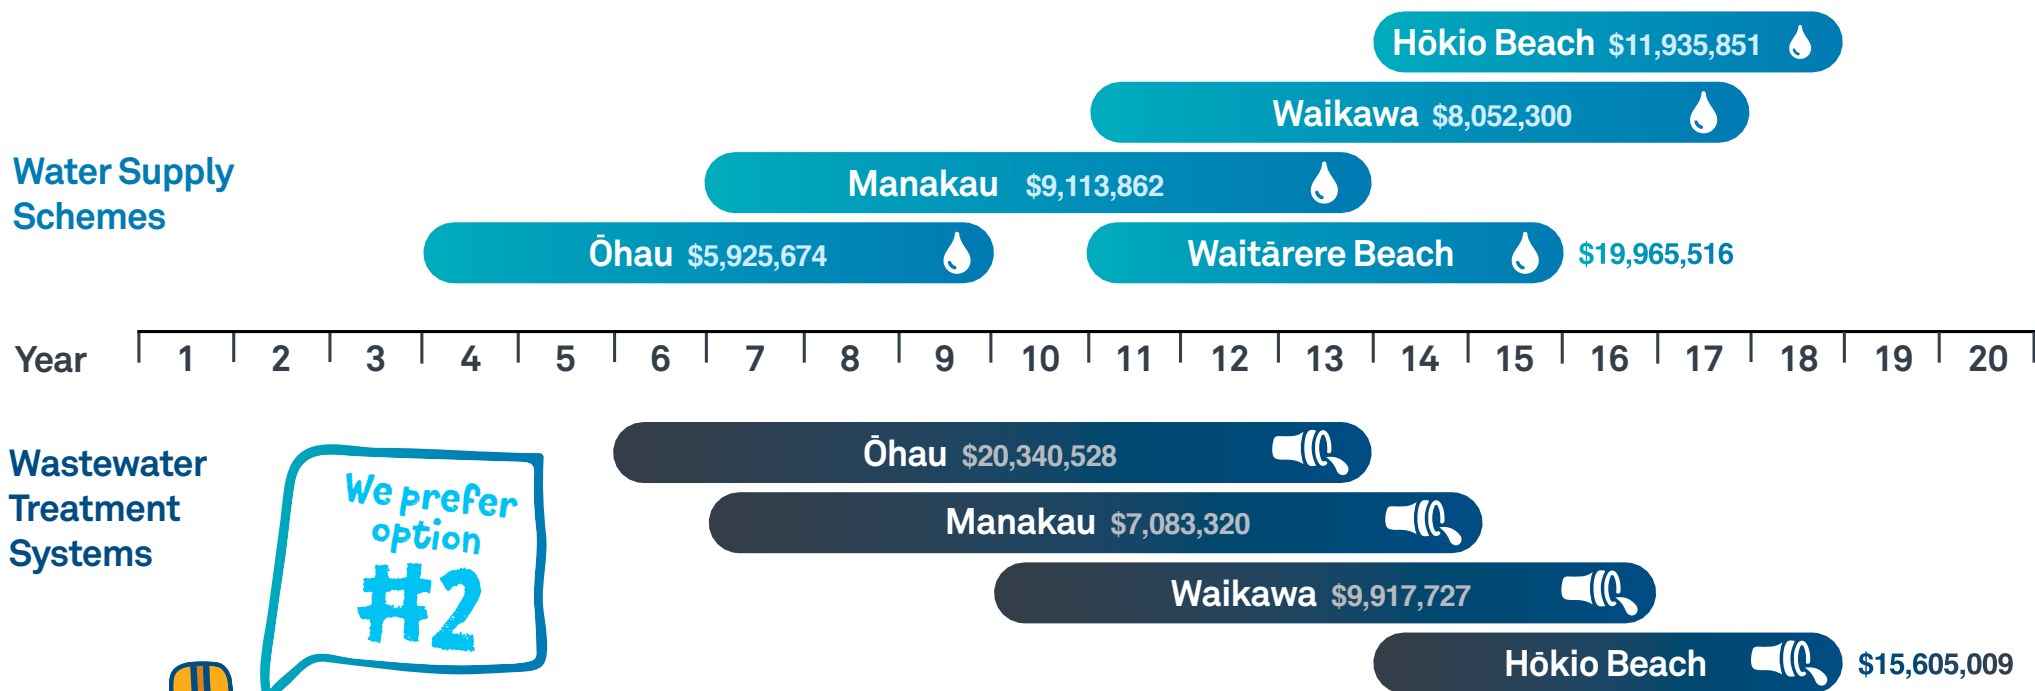 Hōkio Beach $11,935,851
Waikawa $8,052,300
Water Supply
Schemes
Manakau $9,113,862
Ōhau $5,925,674
Waitārere Beach $19,965,516
Year 1 2 3 4 5 6 7 8 9 10 11 12 13 14 15 16 17 18 19 20
Wastewater
Treatment
Systems
We prefer
option
#2
Ōhau $20,340,528
Manakau $7,083,320
Waikawa $9,917,727
Hōkio Beach $15,605,009